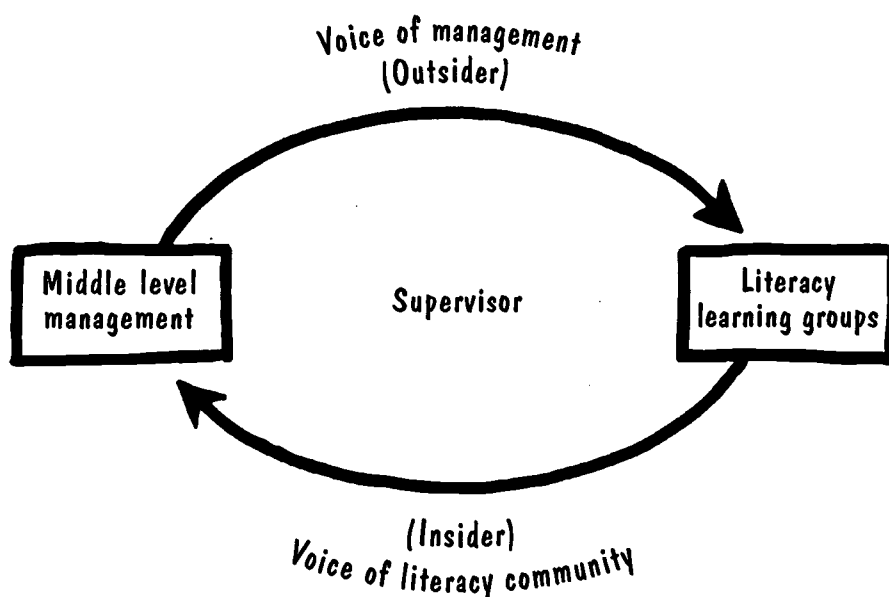 Voice of management
(Outsider)
Middle level
management
Supervisor
Literacy
learning groups
(Insider)
Voice of literacy community